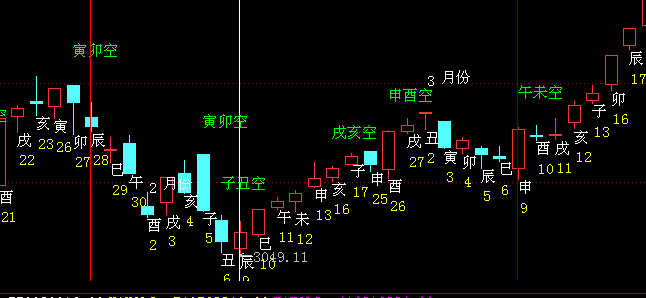 寅卯空
寅卯空
子丑空
戌亥空
申酉空
3 月份
午未空
酉
21
戌
22
亥
23
寅
26
卯
27
辰
28
巳
29
午
30
2 月份
酉
2
戌
3
亥
4
子
5
丑
6
辰
9
3049.11
巳
10
午
11
未
12
申
13
亥
16
子
17
申
25
酉
26
戌
27
丑
2
寅
3
卯
4
辰
5
巳
6
申
9
酉
10
戌
11
亥
12
子
13
卯
16
辰
17